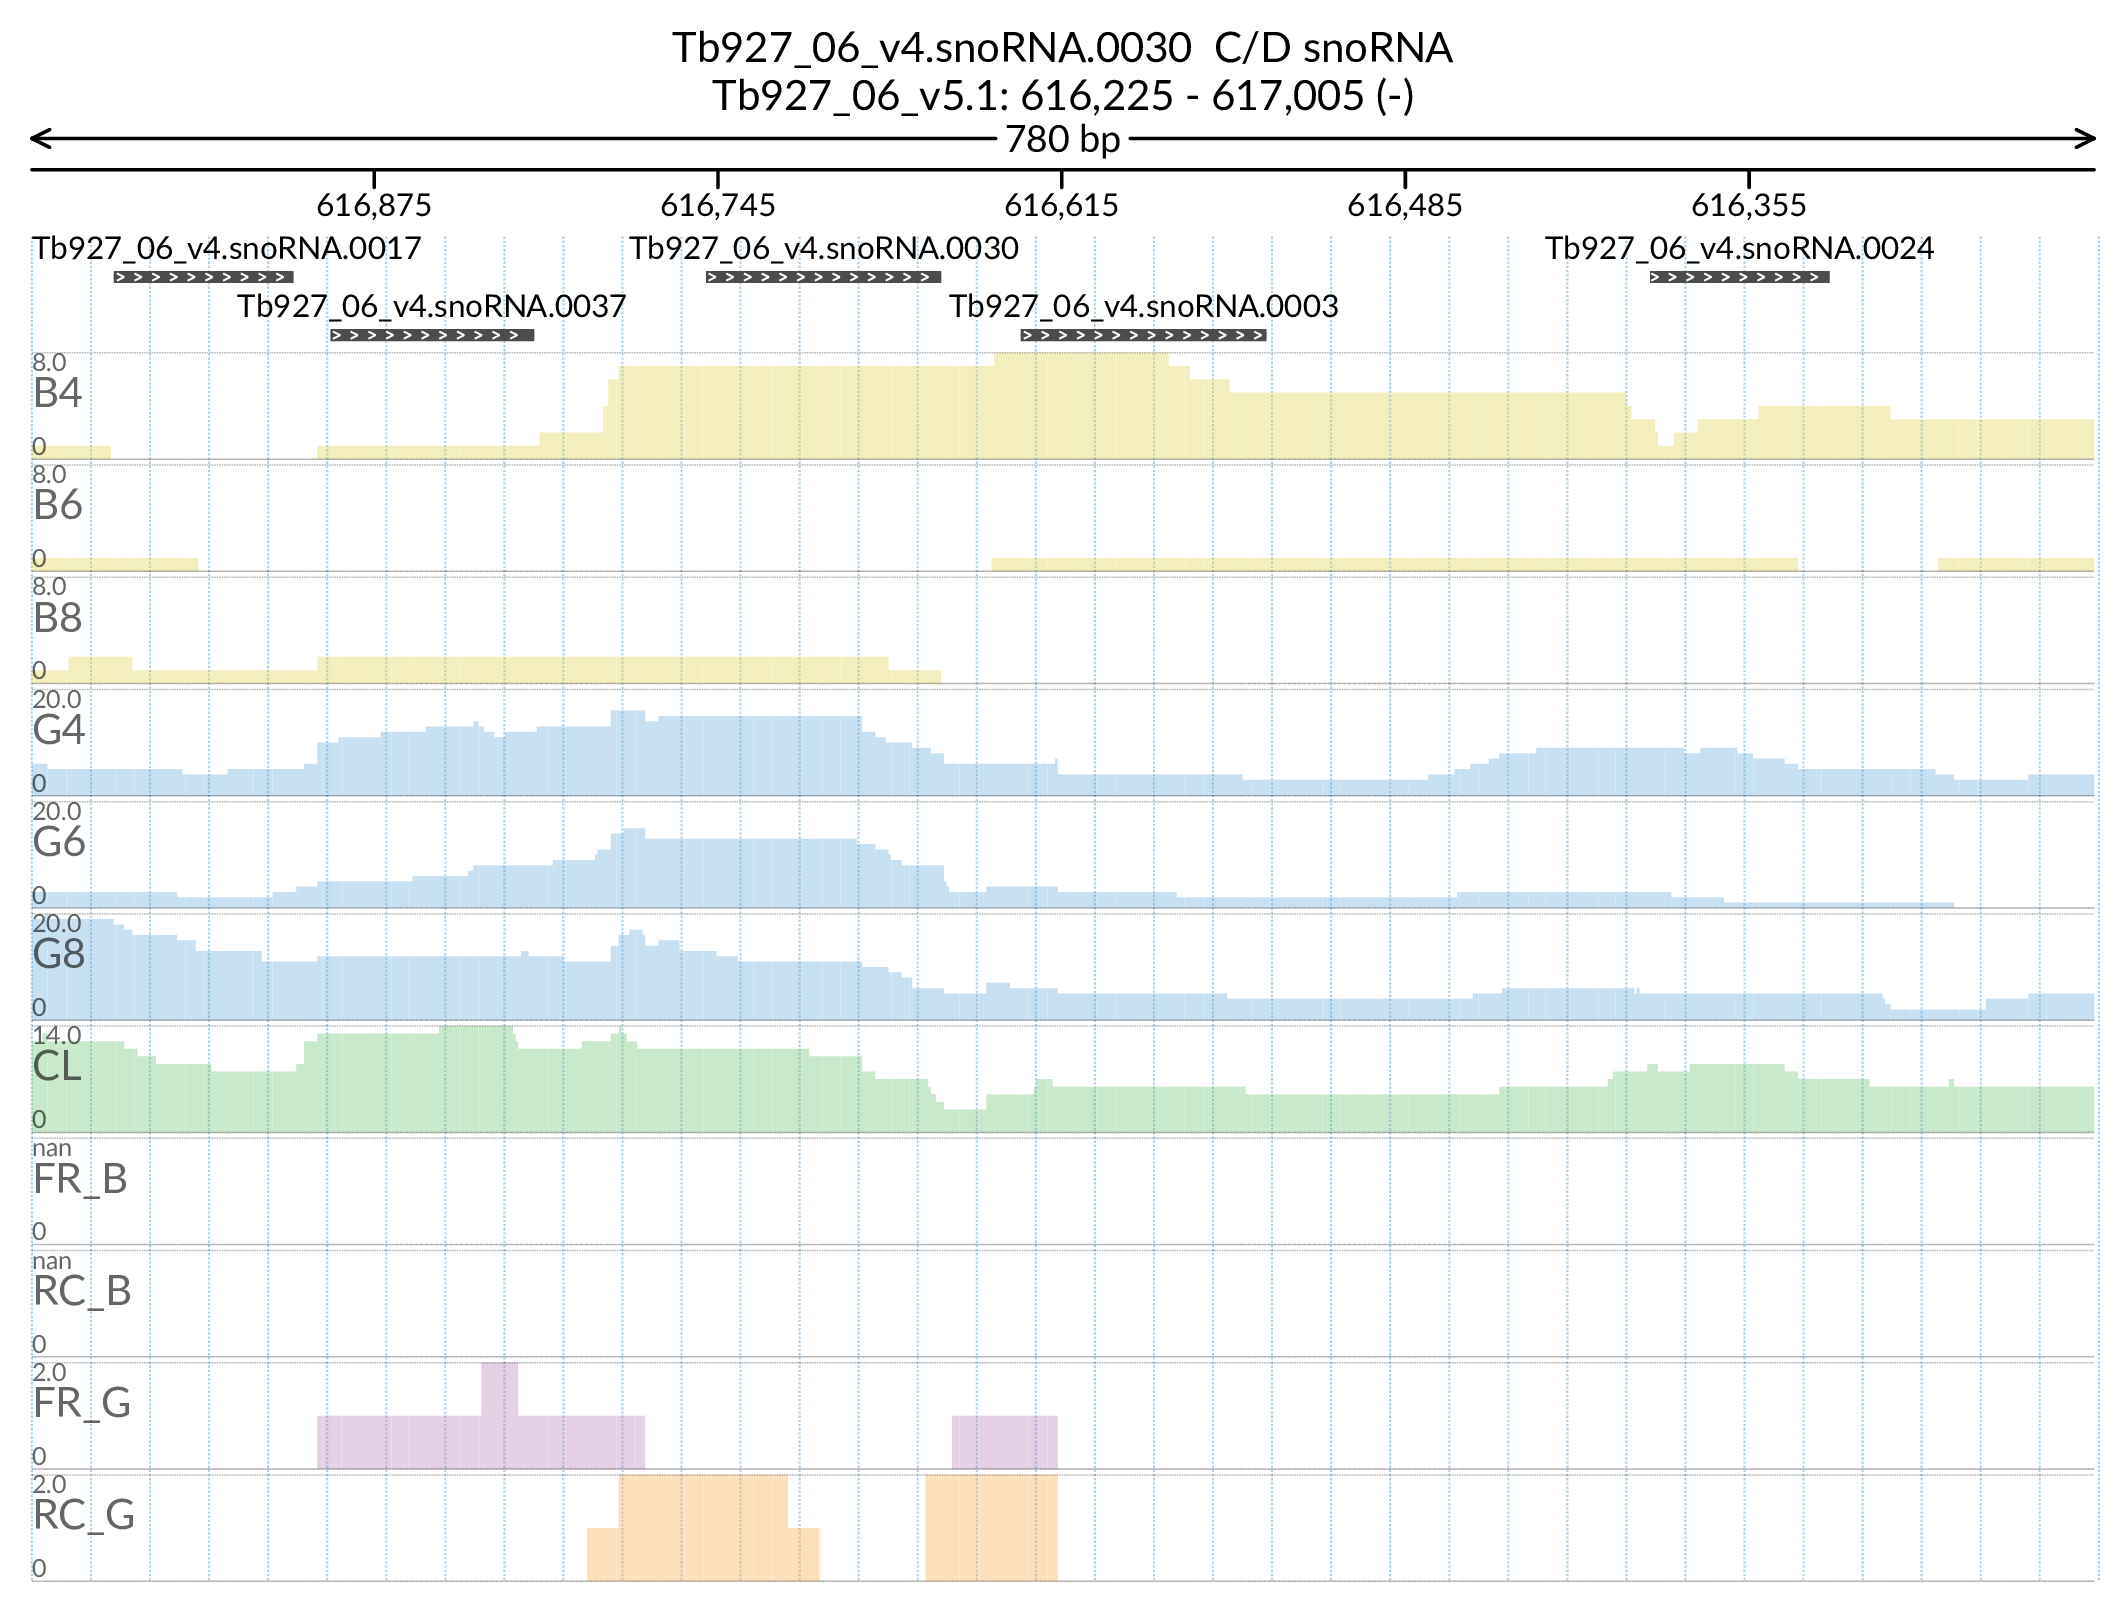 Tb927_06_v4.snoRNA.0030  C/D snoRNA
Tb927_06_v5.1: 616,225 - 617,005 (-)
780 bp
616,875 616,745 616,615 616,485 616,355
Tb927_06_v4.snoRNA.0017 Tb927_06_v4.snoRNA.0030 Tb927_06_v4.snoRNA.0024
Tb927_06_v4.snoRNA.0037 Tb927_06_v4.snoRNA.0003
8.0
B4
0
8.0
B6
0
8.0
B8
0
20.0
G4
0
20.0
G6
0
20.0
G8
0
14.0
CL
0
nan
FR_B
0
nan
RC_B
0
2.0
FR_G
0
2.0
RC_G
0